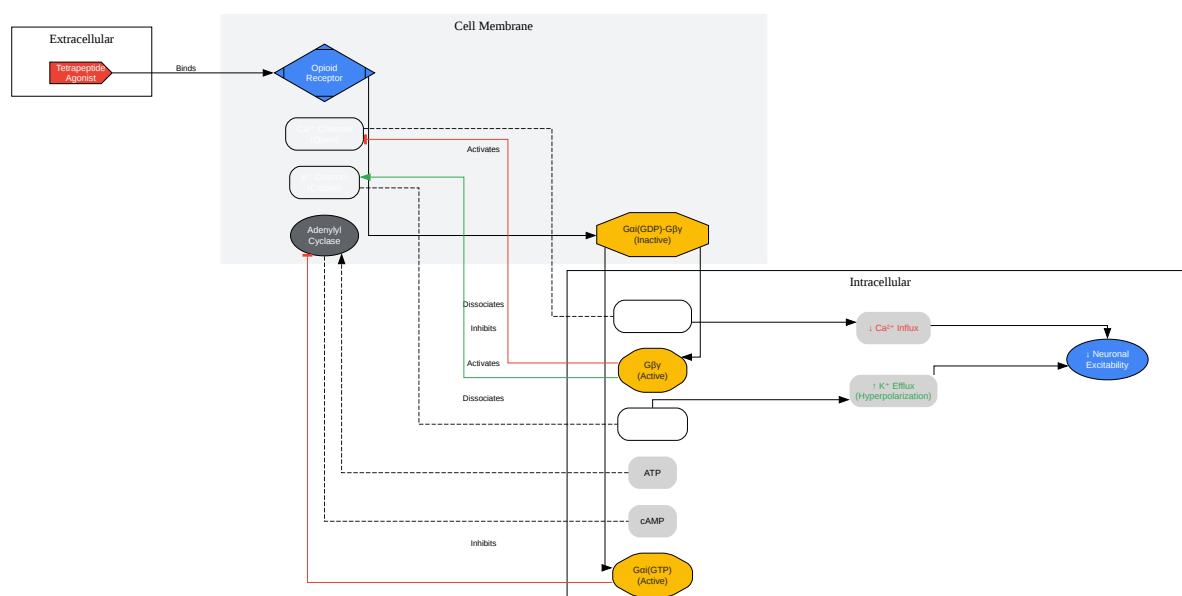 Cell Membrane
Extracellular
Tetrapeptide
Agonist
Binds
Opioid
Receptor
Activates
Adenylyl
Cyclase
Gαi(GDP)-Gβγ
(Inactive)
Intracellular
Dissociates
Inhibits
↓ Ca²⁺ Influx
↓ Neuronal
Excitability
Activates
Gβγ
(Active)
↑ K⁺ Efflux
(Hyperpolarization)
Dissociates
ATP
cAMP
Inhibits
Gαi(GTP)
(Active)